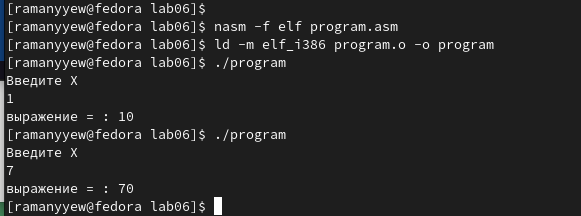 [ramanyyew@fedora lab06]$
[ramanyyew@fedora lab06]$ nasm -f elf program.asm
[ramanyyew@fedora lab06]$ ld -m elf_i386 program.o -o program
[ramanyyew@fedora lab06]$ ./program
Введите X
1
выражение = : 10
[ramanyyew@fedora lab06]$ ./program
Введите X
7
выражение = : 70
[ramanyyew@fedora lab06]$